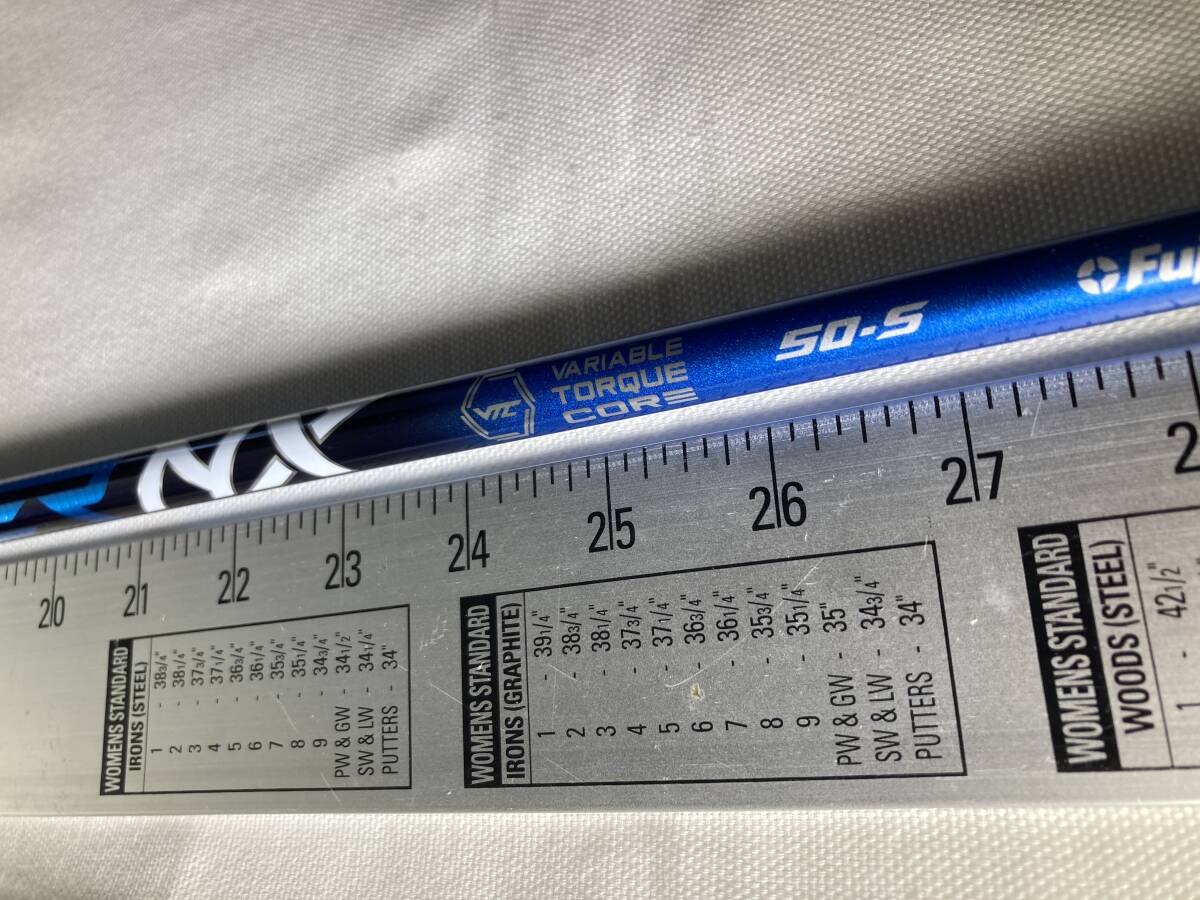 NX
VTC
VARIABLE
TORQUE
CORE
50-S
20 21 22 23 24 25 26 27
WOMENS STANDARD
IRONS (STEEL)
1 - 38 3/4"
2 - 38 1/4"
3 - 37 3/4"
4 - 37 1/4"
5 - 36 3/4"
6 - 36 1/4"
7 - 35 3/4"
8 - 35 1/4"
9 - 34 3/4"
PW & GW - 34 1/2"
SW & LW - 34 1/4"
PUTTERS - 34"
WOMENS STANDARD
IRONS (GRAPHITE)
1 - 39 1/4"
2 - 38 3/4"
3 - 38 1/4"
4 - 37 3/4"
5 - 37 1/4"
6 - 36 3/4"
7 - 36 1/4"
8 - 35 3/4"
9 - 35 1/4"
PW & GW - 35"
SW & LW - 34 3/4"
PUTTERS - 34"
WOMENS STANDARD
WOODS (STEEL)
1 - 42 1/2"